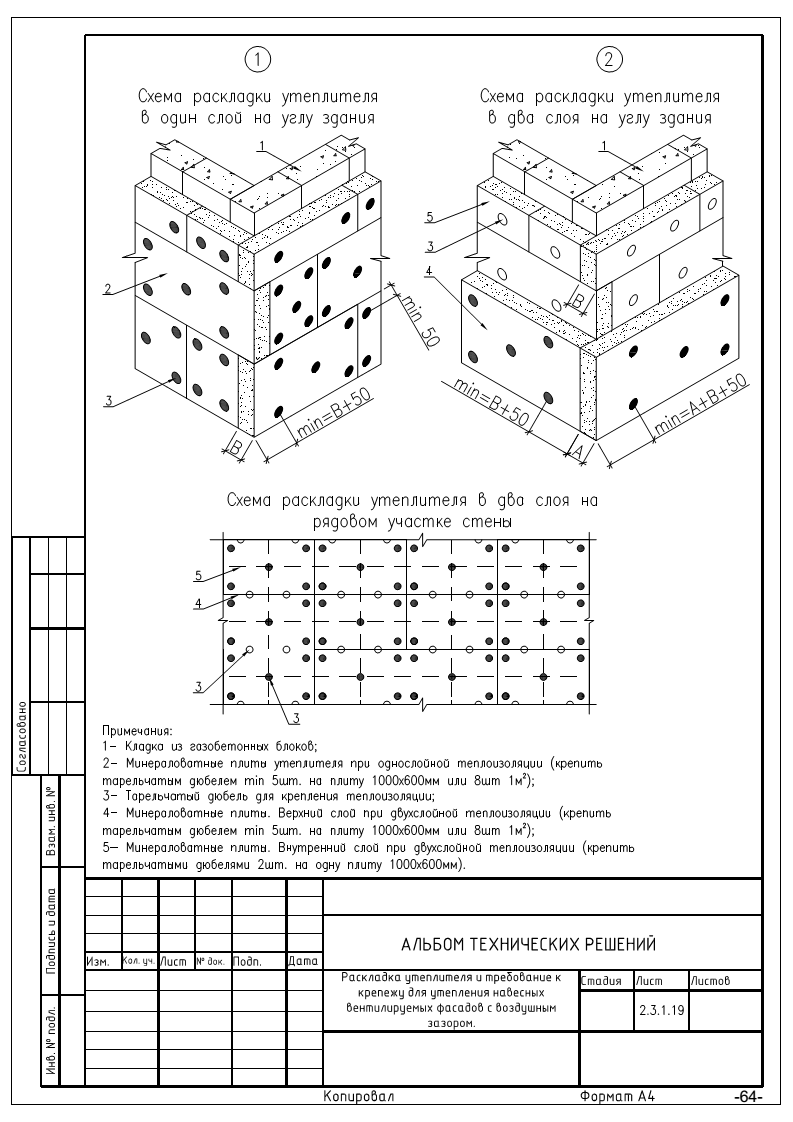 1
2
Схема раскладки утеплителя
в один слой на углу здания
Схема раскладки утеплителя
в два слоя на углу здания
1
1
5
3
2
4
B
min 50
3
min=B+50
B
min=B+50
A
min=A+B+50
Схема раскладки утеплителя в два слоя на
рядовом участке стены
5
4
3
3
Примечания:
1– Кладка из газобетонных блоков;
2– Минераловатные плиты утеплителя при однослойной теплоизоляции (крепить
тарельчатым дюбелем min 5шт. на плиту 1000х600мм или 8шт 1м²);
3– Тарельчатый дюбель для крепления теплоизоляции;
4– Минераловатные плиты. Верхний слой при двухслойной теплоизоляции (крепить
тарельчатым дюбелем min 5шт. на плиту 1000х600мм или 8шт 1м²);
5– Минераловатные плиты. Внутренний слой при двухслойной теплоизоляции (крепить
тарельчатыми дюбелями 2шт. на одну плиту 1000х600мм).
Согласовано
Взам. инв. №
Подпись и дата
Инв. № подл.
Изм. Кол. уч. Лист № док. Подп. Дата
АЛЬБОМ ТЕХНИЧЕСКИХ РЕШЕНИЙ
Раскладка утеплителя и требование к
крепежу для утепления навесных
вентилируемых фасадов с воздушным
зазором.
Стадия Лист Листов
2.3.1.19
Копировал
Формат А4
-64-